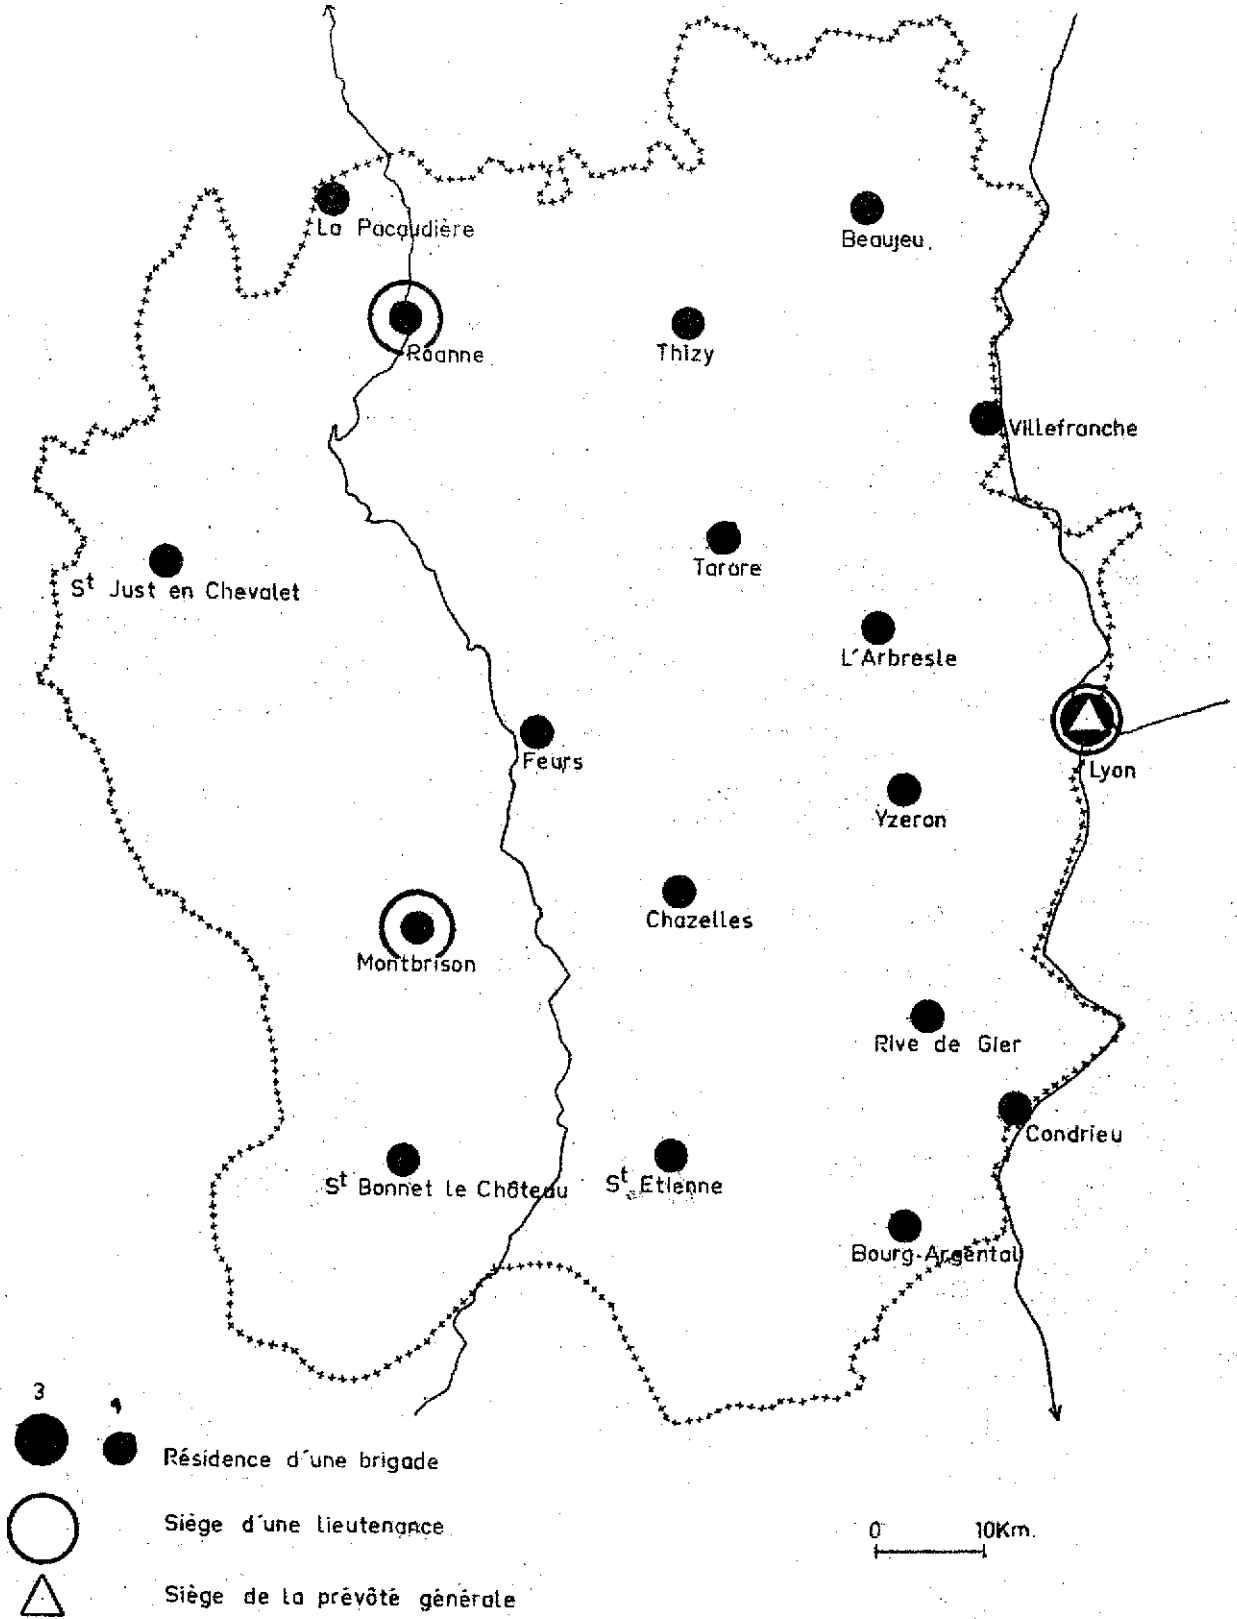 La Pacaudière
Beaujeu
Roanne
Thizy
Villefranche
Tarare
St Just en Chevalet
L'Arbresle
Feurs
Lyon
Yzeron
Chazelles
Montbrison
Rive de Gier
Condrieu
St Bonnet le Château
St Etienne
Bourg-Argental
3 1
Résidence d'une brigade
Siège d'une lieutenance
0 10Km.
Siège de la prévôté générale